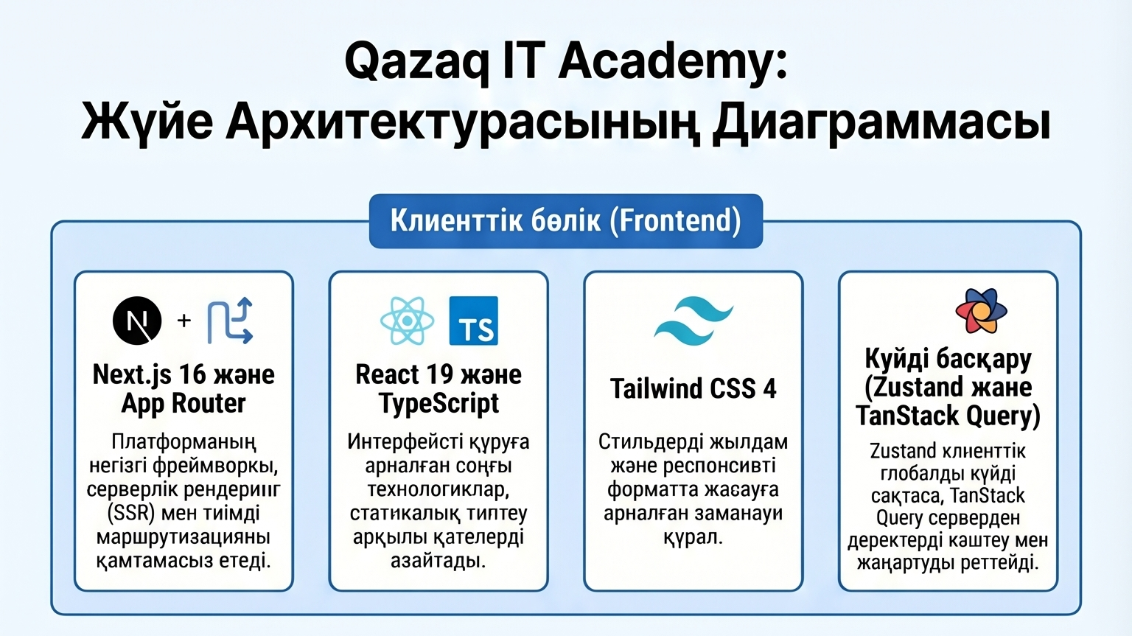 Qazaq IT Academy:
Жүйе Архитектурасының Диаграммасы
Клиенттік бөлік (Frontend)
N
+
Next.js 16 және
App Router
Платформаның
негізгі фреймворкы,
серверлік рендеринг
(SSR) мен тиімді
маршрутизацияны
қамтамасыз етеді.
TS
React 19 және
TypeScript
Интерфейсті құруға
арналған соңғы
технологиклар,
статикалық типтеу
арқылы қателерді
азайтады.
Tailwind CSS 4
Стильдерді жылдам
және респонсивті
форматта жасауға
арналған заманауи
құрал.
Күйді басқару
(Zustand және
TanStack Query)
Zustand клиенттік
глобалды күйді
сақтаса, TanStack
Query серверден
деректерді кәштеу мен
жаңартуды реттейді.